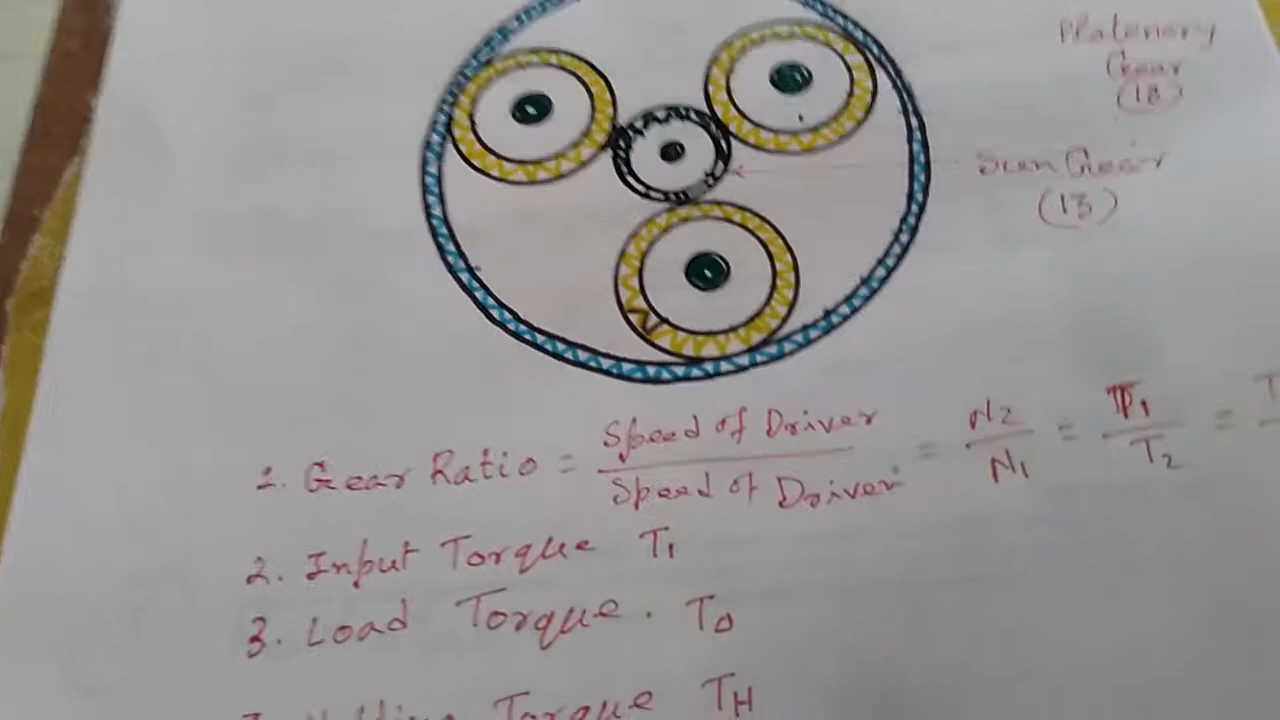 Platenary
Gear
(18)
Sun Gear
(13)
1. Gear Ratio = Speed of Driver / Speed of Driver = N2 / N1 = T1 / T2 =
2. Input Torque T1
3. Load Torque. To
Torque TH